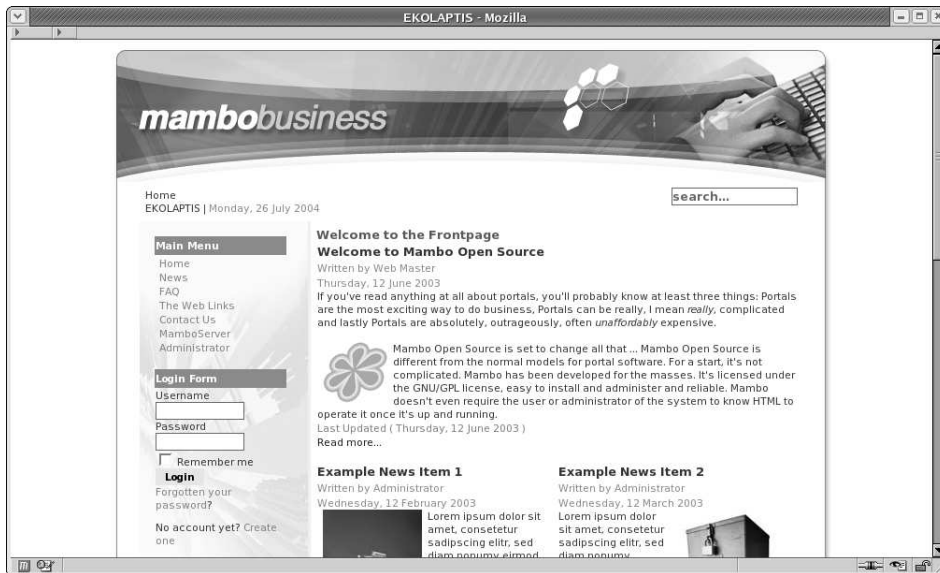 EKOLAPTIS - Mozilla
mambobusiness
Home
EKOLAPTIS | Monday, 26 July 2004
search...
Main Menu
Home
News
FAQ
The Web Links
Contact Us
MamboServer
Administrator
Login Form
Username
Password
Remember me
Login
Forgotten your
password?
No account yet? Create
one
Welcome to the Frontpage
Welcome to Mambo Open Source
Written by Web Master
Thursday, 12 June 2003
If you've read anything at all about portals, you'll probably know at least three things: Portals
are the most exciting way to do business, Portals can be really, I mean really, complicated
and lastly Portals are absolutely, outrageously, often unaffordably expensive.
Mambo Open Source is set to change all that ... Mambo Open Source is
different from the normal models for portal software. For a start, it's not
complicated. Mambo has been developed for the masses. It's licensed under
the GNU/GPL license, easy to install and administer and reliable. Mambo
doesn't even require the user or administrator of the system to know HTML to
operate it once it's up and running.
Last Updated ( Thursday, 12 June 2003 )
Read more...
Example News Item 1
Written by Administrator
Wednesday, 12 February 2003
Lorem ipsum dolor sit
amet, consetetur
sadipscing elitr, sed
diam nonumy eirmod
Example News Item 2
Written by Administrator
Wednesday, 12 March 2003
Lorem ipsum dolor
sit amet, consetetur
sadipscing elitr, sed
diam nonumy